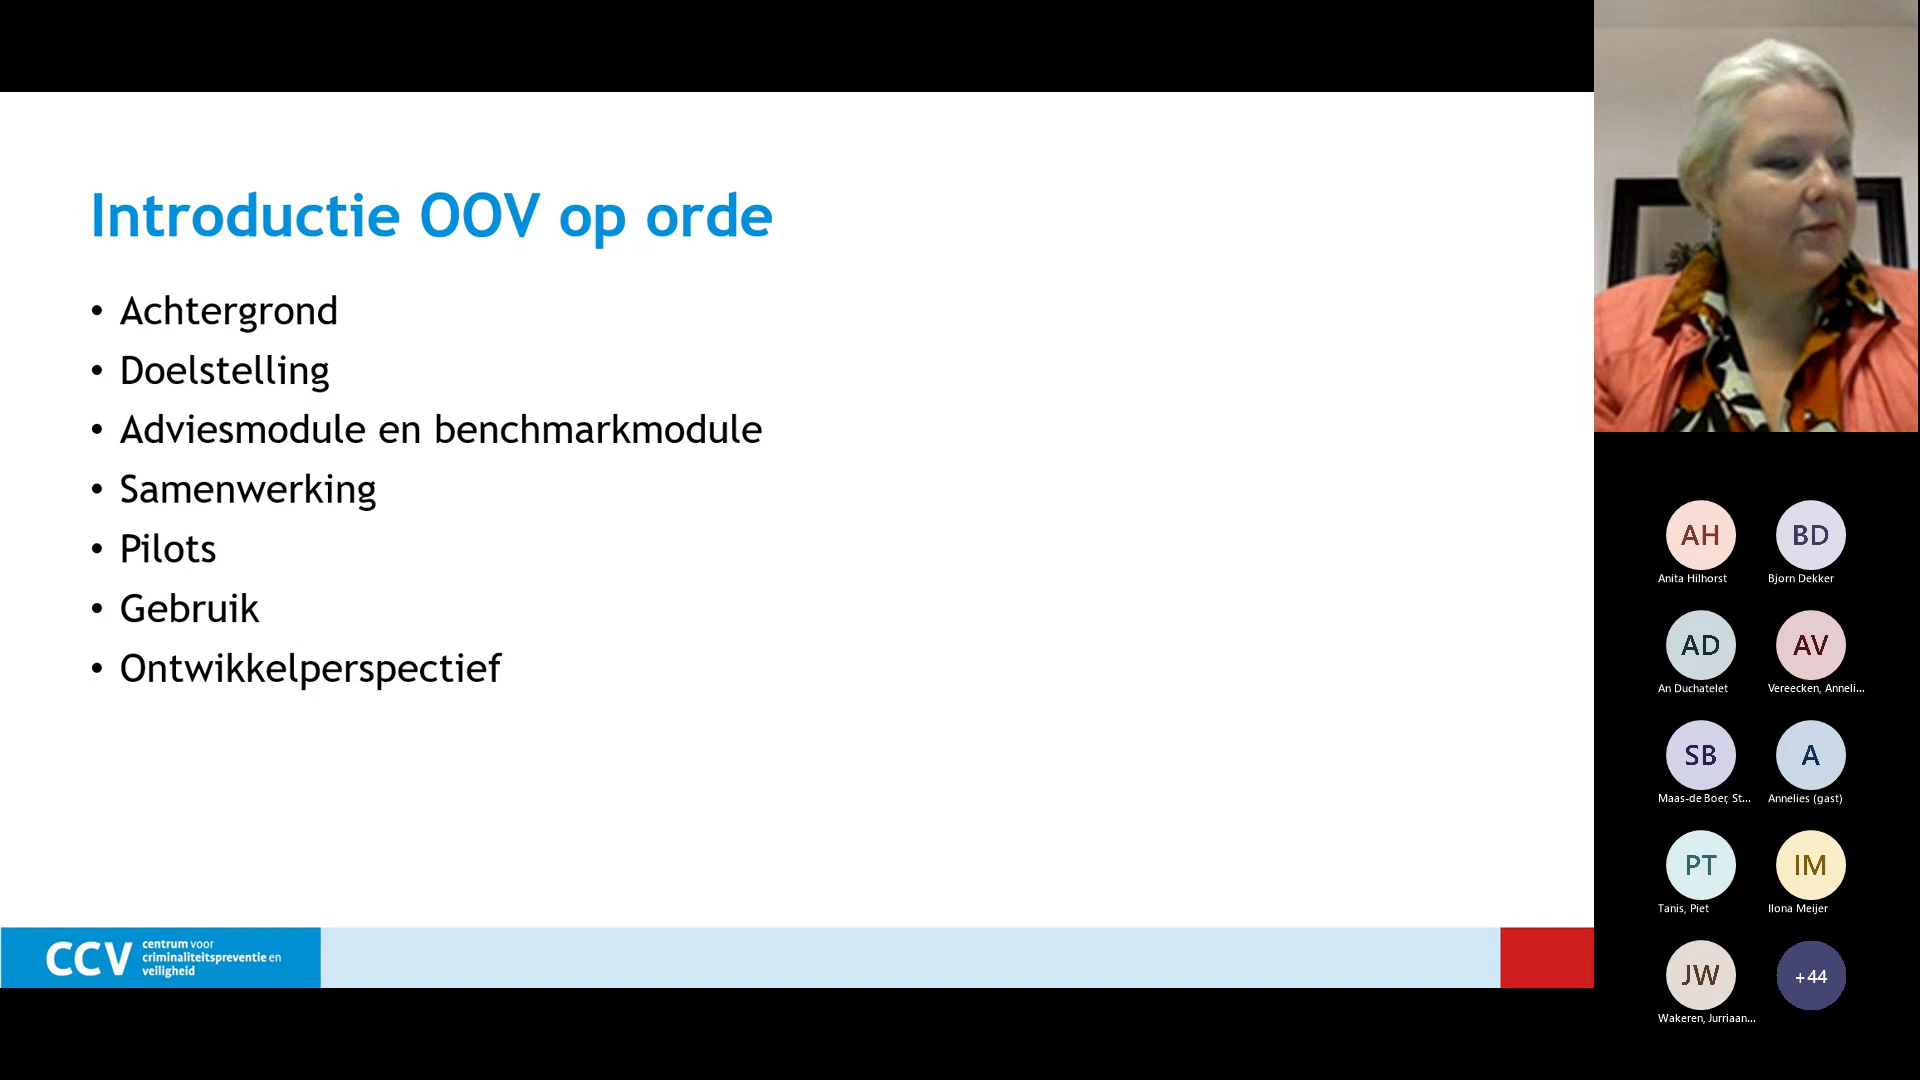 Introductie OOV op orde
• Achtergrond
• Doelstelling
• Adviesmodule en benchmarkmodule
• Samenwerking
• Pilots
• Gebruik
• Ontwikkelperspectief
CCV
centrum voor
criminaliteitspreventie en
veiligheid
AH
BD
Anita Hilhorst
Bjorn Dekker
AD
AV
An Duchatelet
Vereecken, Anneli...
SB
A
Maas-de Boer, St...
Annelies (gast)
PT
IM
Tanis, Piet
Ilona Meijer
JW
+44
Wakeren, Jurriaan...